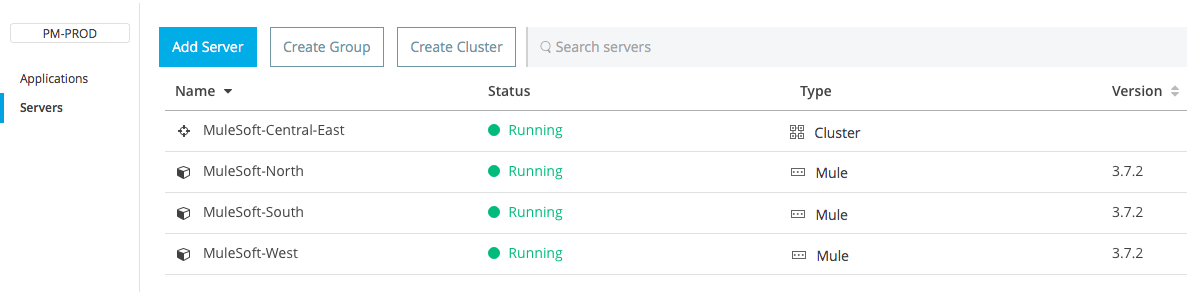 PM-PROD
Applications
Servers
Add Server
Create Group
Create Cluster
Search servers
Name Status Type Version
MuleSoft-Central-East Running Cluster
MuleSoft-North Running Mule 3.7.2
MuleSoft-South Running Mule 3.7.2
MuleSoft-West Running Mule 3.7.2